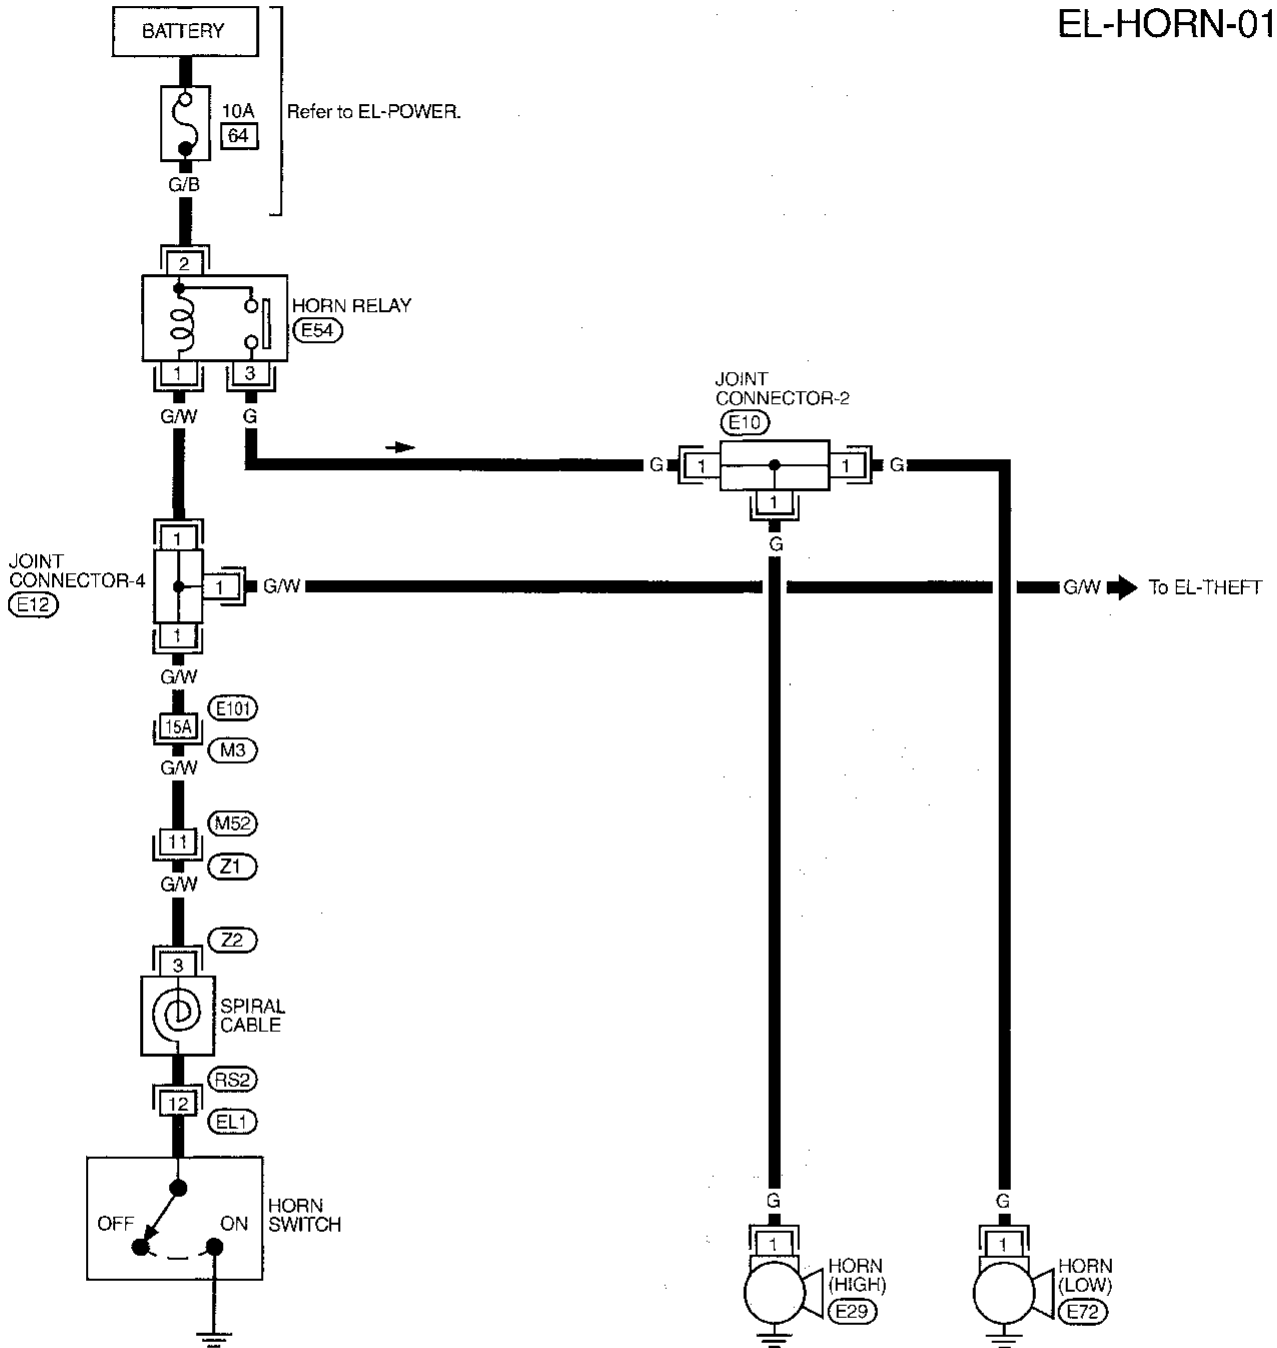 EL-HORN-01
BATTERY
10A
64
Refer to EL-POWER.
G/B
2
HORN RELAY
E54
1
3
G/W
G
JOINT
CONNECTOR-2
E10
G
1
1
G
1
G
1
JOINT
CONNECTOR-4
E12
1
G/W
G/W
To EL-THEFT
1
G/W
E101
15A
M3
G/W
M52
11
Z1
G/W
Z2
3
SPIRAL
CABLE
RS2
12
EL1
HORN
SWITCH
OFF
ON
G
G
1
1
HORN
(HIGH)
E29
HORN
(LOW)
E72